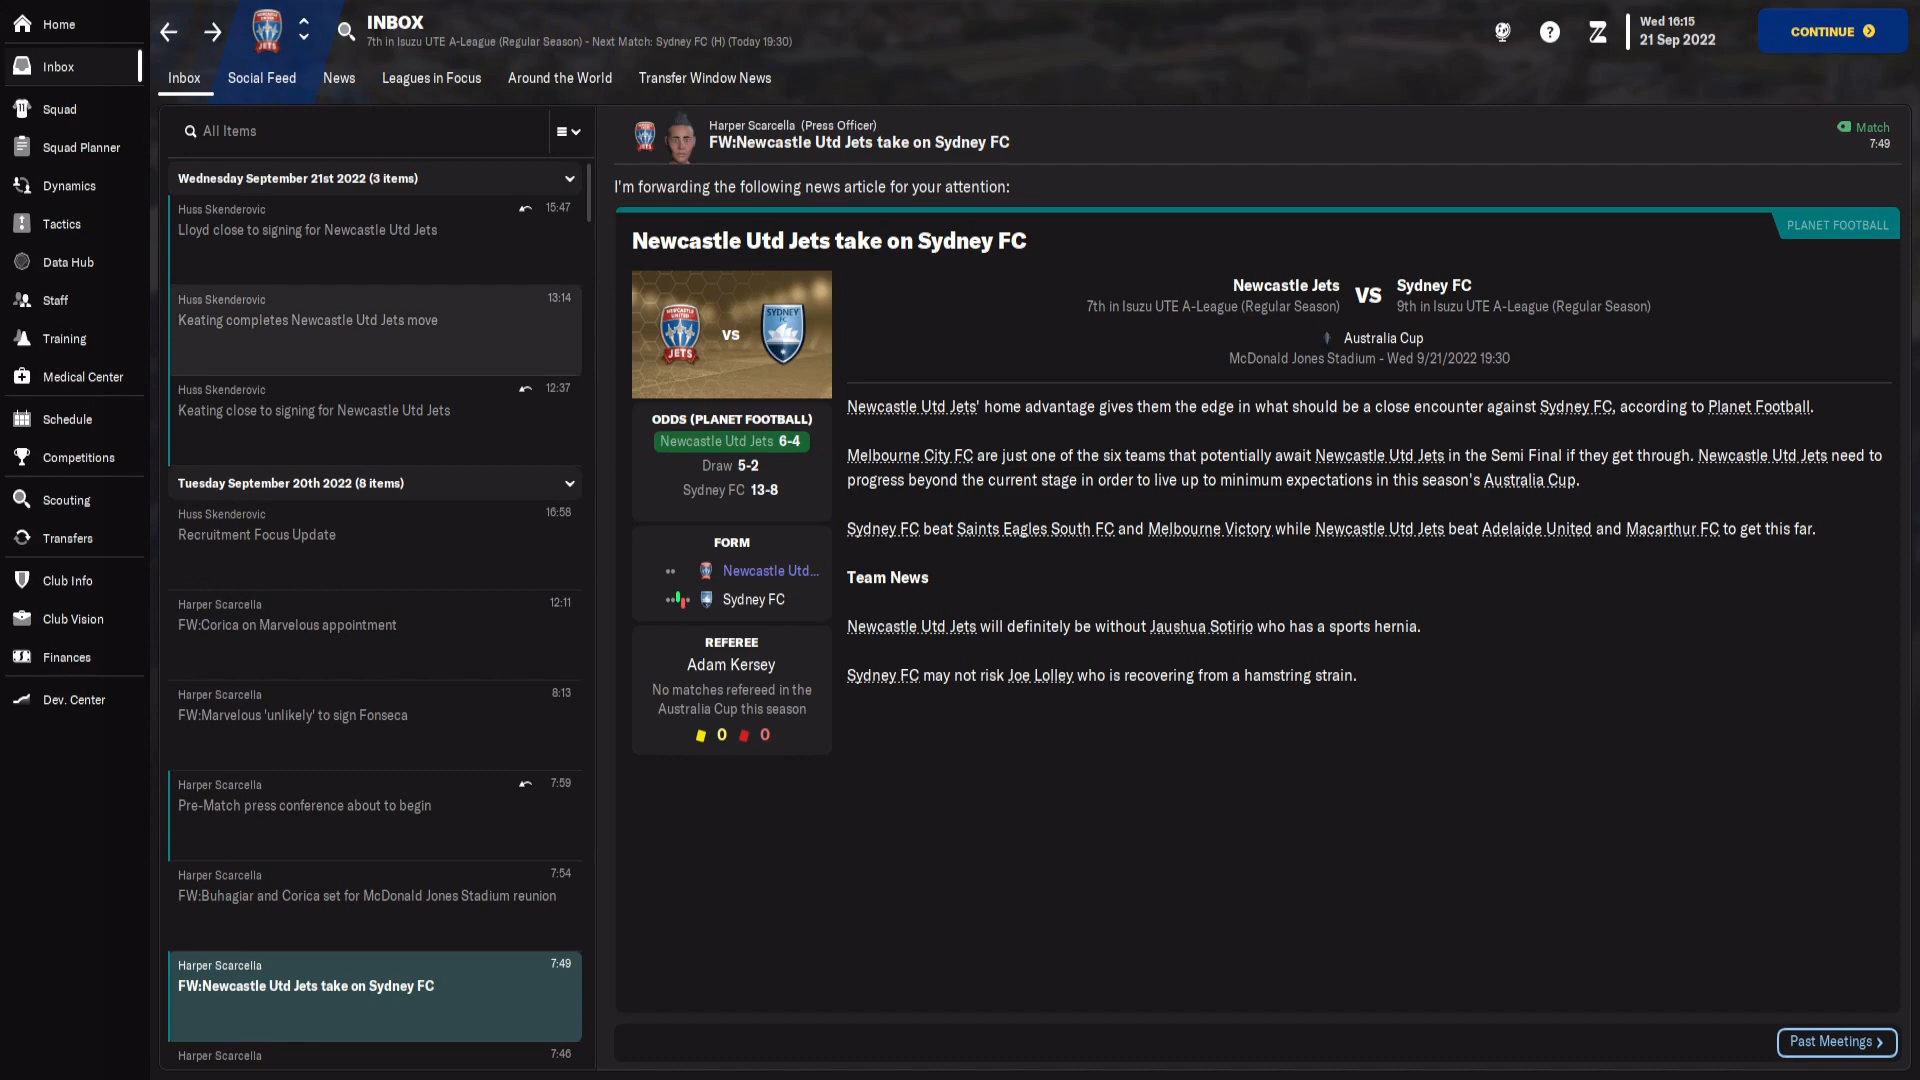 Home
Inbox
Squad
Squad Planner
Dynamics
Tactics
Data Hub
Staff
Training
Medical Center
Schedule
Competitions
Scouting
Transfers
Club Info
Club Vision
Finances
Dev. Center
INBOX
7th in Isuzu UTE A-League (Regular Season) - Next Match: Sydney FC (H) (Today 19:30)
Wed 16:15
21 Sep 2022
CONTINUE
Inbox Social Feed News Leagues in Focus Around the World Transfer Window News
All Items
Wednesday September 21st 2022 (3 items)
Huss Skenderovic 15:47
Lloyd close to signing for Newcastle Utd Jets
Huss Skenderovic 13:14
Keating completes Newcastle Utd Jets move
Huss Skenderovic 12:37
Keating close to signing for Newcastle Utd Jets
Tuesday September 20th 2022 (8 items)
Huss Skenderovic 16:58
Recruitment Focus Update
Harper Scarcella 12:11
FW:Corica on Marvelous appointment
Harper Scarcella 8:13
FW:Marvelous 'unlikely' to sign Fonseca
Harper Scarcella 7:59
Pre-Match press conference about to begin
Harper Scarcella 7:54
FW:Buhagiar and Corica set for McDonald Jones Stadium reunion
Harper Scarcella 7:49
FW:Newcastle Utd Jets take on Sydney FC
Harper Scarcella 7:46
Harper Scarcella (Press Officer)
FW:Newcastle Utd Jets take on Sydney FC
Match
7:49
I'm forwarding the following news article for your attention:
PLANET FOOTBALL
Newcastle Utd Jets take on Sydney FC
JETS VS SYDNEY
ODDS (PLANET FOOTBALL)
Newcastle Utd Jets 6-4
Draw 5-2
Sydney FC 13-8
FORM
Newcastle Utd...
Sydney FC
REFEREE
Adam Kersey
No matches refereed in the
Australia Cup this season
0 0
Newcastle Jets VS Sydney FC
7th in Isuzu UTE A-League (Regular Season) 9th in Isuzu UTE A-League (Regular Season)
Australia Cup
McDonald Jones Stadium - Wed 9/21/2022 19:30
Newcastle Utd Jets' home advantage gives them the edge in what should be a close encounter against Sydney FC, according to Planet Football.
Melbourne City FC are just one of the six teams that potentially await Newcastle Utd Jets in the Semi Final if they get through. Newcastle Utd Jets need to
progress beyond the current stage in order to live up to minimum expectations in this season's Australia Cup.
Sydney FC beat Saints Eagles South FC and Melbourne Victory while Newcastle Utd Jets beat Adelaide United and Macarthur FC to get this far.
Team News
Newcastle Utd Jets will definitely be without Jaushua Sotirio who has a sports hernia.
Sydney FC may not risk Joe Lolley who is recovering from a hamstring strain.
Past Meetings